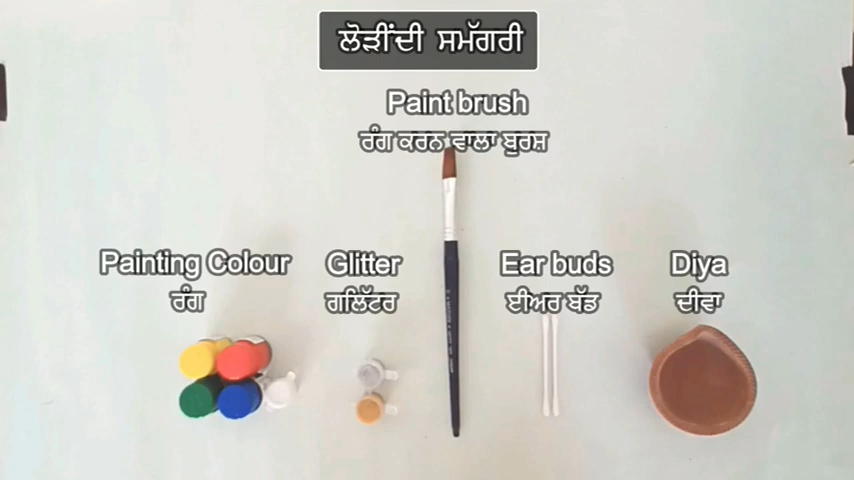 ਲੋੜੀਂਦੀ ਸਮੱਗਰੀ
Paint brush
ਰੰਗ ਕਰਨ ਵਾਲਾ ਬੁਰਸ਼
Painting Colour
ਰੰਗ
Glitter
ਗਲਿੱਟਰ
Ear buds
ਈਅਰ ਬੱਡ
Diya
ਦੀਵਾ